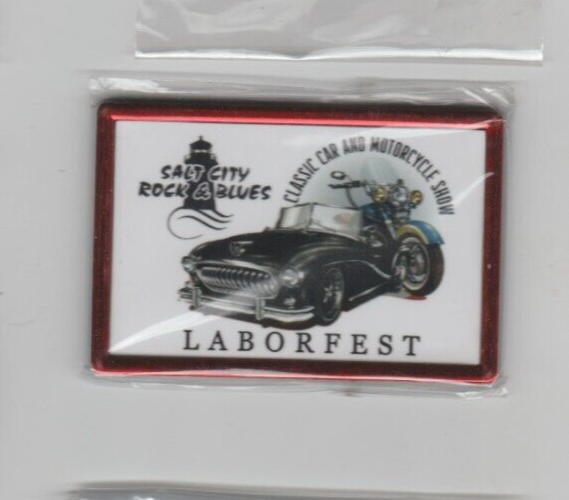 SALT CITY
ROCK & BLUES
CLASSIC CAR AND MOTORCYCLE SHOW
LABORFEST